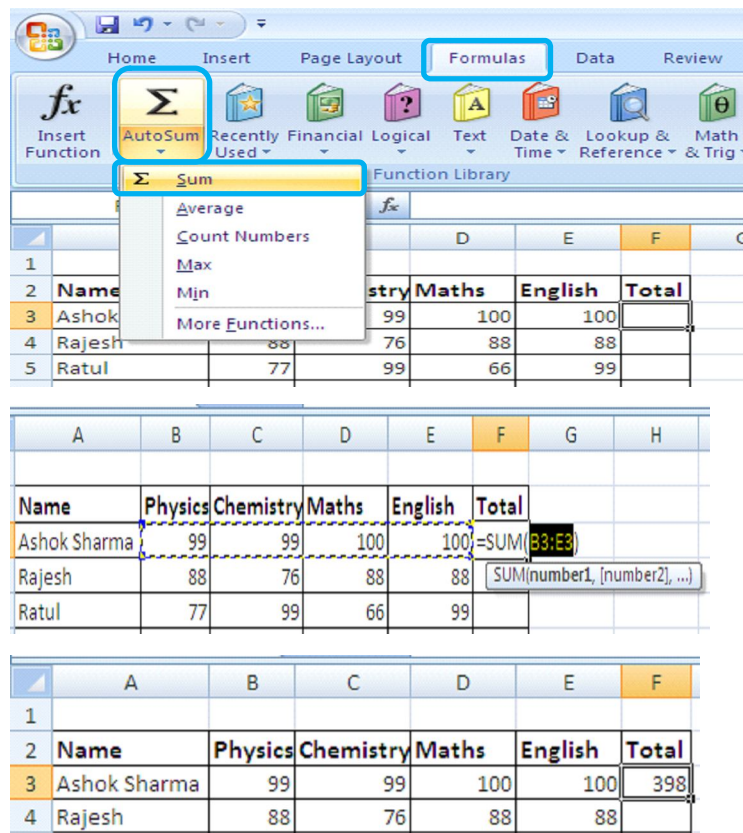 Home Insert Page Layout Formulas Data Review
fx Σ ? A θ
Insert AutoSum Recently Financial Logical Text Date & Lookup & Math
Function Used Time Reference & Trig
Σ Sum Function Library
Average fx
Count Numbers D E F
Max
1
2 Name Min stry Maths English Total
3 Ashok 99 100 100
More Functions...
4 Rajesh 88 76 88 88
5 Ratul 77 99 66 99
A B C D E F G H
Name Physics Chemistry Maths English Total
Ashok Sharma 99 99 100 100 =SUM(B3:E3)
Rajesh 88 76 88 88 SUM(number1, [number2], ...)
Ratul 77 99 66 99
A B C D E F
1
2 Name Physics Chemistry Maths English Total
3 Ashok Sharma 99 99 100 100 398
4 Rajesh 88 76 88 88